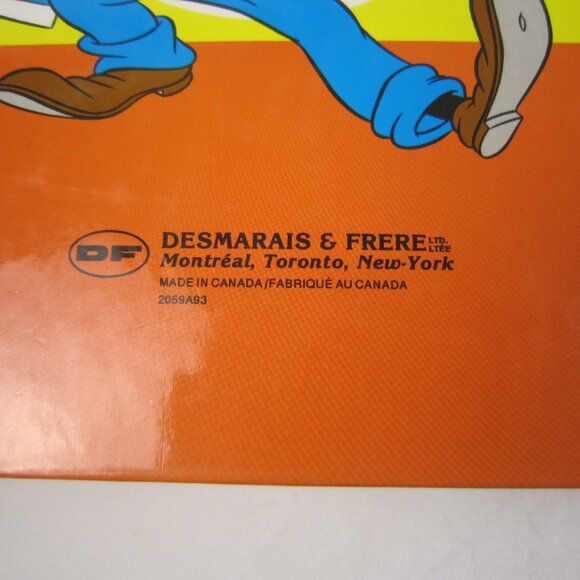 DF
DESMARAIS & FRERE LTD. LTÉE
Montréal, Toronto, New-York
MADE IN CANADA/FABRIQUÉ AU CANADA
2059A93